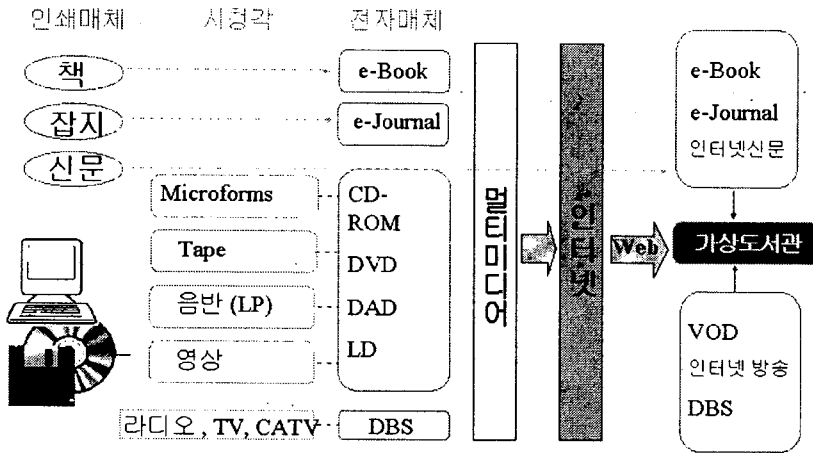 인쇄매체
시청각
전자매체
책
e-Book
잡지
e-Journal
신문
Microforms
CD-
ROM
Tape
DVD
음반 (LP)
DAD
영상
LD
라디오, TV, CATV
DBS
멀티미디어
인터넷
Web
e-Book
e-Journal
인터넷신문
가상도서관
VOD
인터넷 방송
DBS